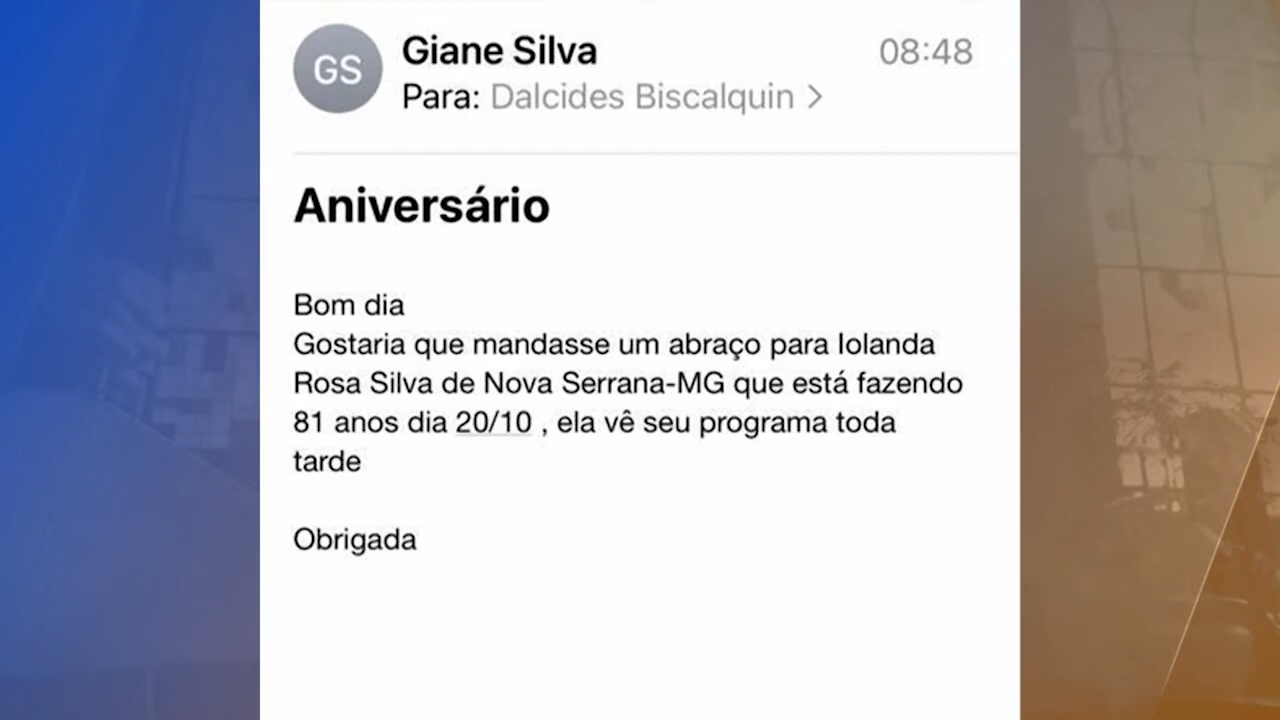 GS
Giane Silva
08:48
Para: Dalcides Biscalquin >
Aniversário
Bom dia
Gostaria que mandasse um abraço para Iolanda
Rosa Silva de Nova Serrana-MG que está fazendo
81 anos dia 20/10 , ela vê seu programa toda
tarde
Obrigada